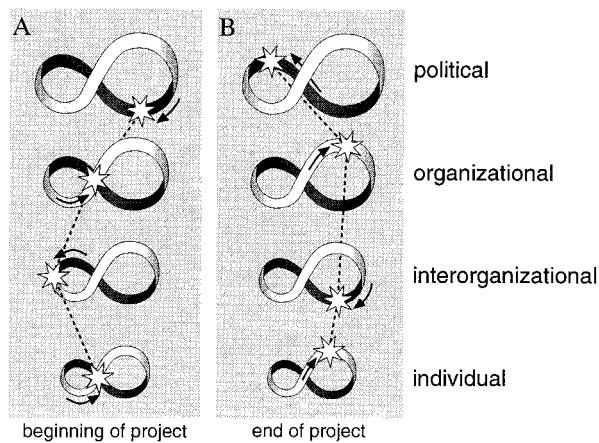 A
B
political
organizational
interorganizational
individual
beginning of project
end of project